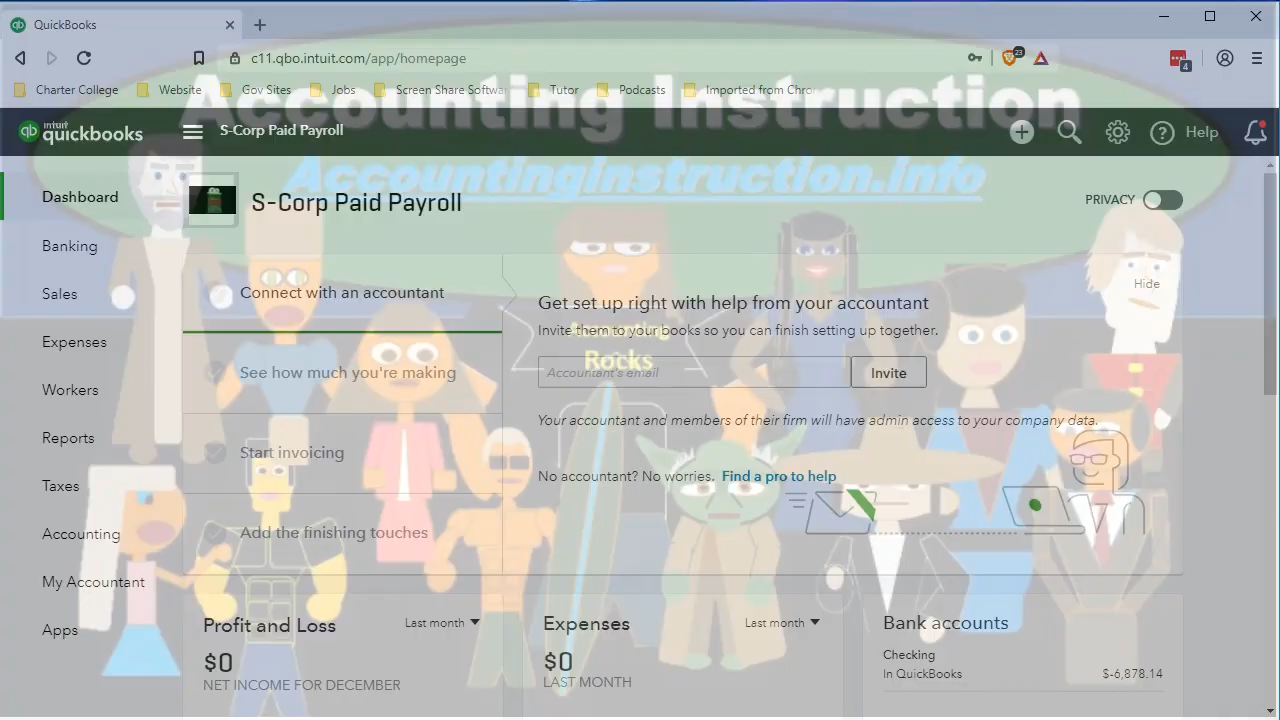 QuickBooks
c11.qbo.intuit.com/app/homepage
23
4
Charter College
Website
Gov Sites
Jobs
Screen Share Softwar
Tutor
Podcasts
Imported from Chro
Accounting Instruction
intuit
quickbooks
S-Corp Paid Payroll
Help
Accountinginstruction.info
Dashboard
S-Corp Paid Payroll
PRIVACY
Banking
Sales
Expenses
Workers
Reports
Taxes
Accounting
My Accountant
Apps
Connect with an accountant
See how much you're making
Start invoicing
Add the finishing touches
Hide
Get set up right with help from your accountant
Invite them to your books so you can finish setting up together.
Accounting
Rocks
Accountant's email
Invite
Your accountant and members of their firm will have admin access to your company data.
No accountant? No worries. Find a pro to help
Profit and Loss
Last month
$0
NET INCOME FOR DECEMBER
Expenses
Last month
$0
LAST MONTH
Bank accounts
Checking
In QuickBooks
$-6,878.14